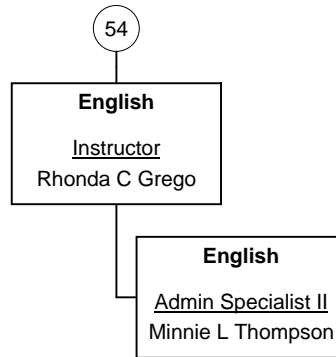 54
English
Instructor
Rhonda C Grego
English
Admin Specialist II
Minnie L Thompson